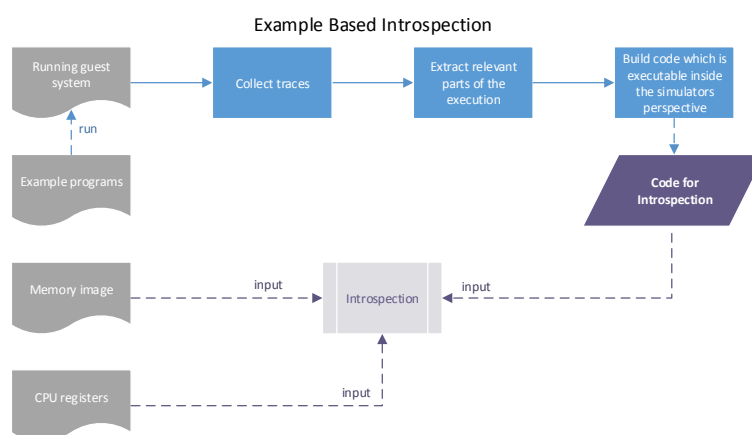 Example Based Introspection
Running guest
system
Collect traces
Extract relevant
parts of the
execution
Build code which is
executable inside
the simulators
perspective
run
Example programs
Code for
Introspection
Memory image
input
Introspection
input
CPU registers
input